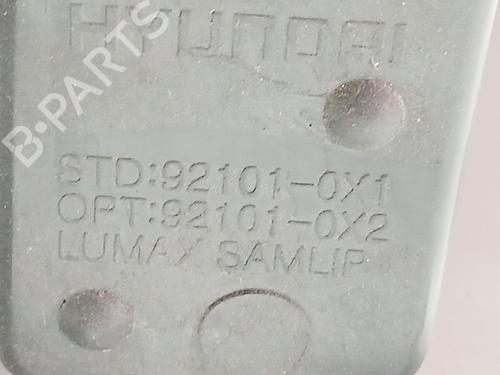 HYUNDAI
B-PARTS
STD:92101-0X1
OPT:92101-0X2
LUMAX SAMLIP